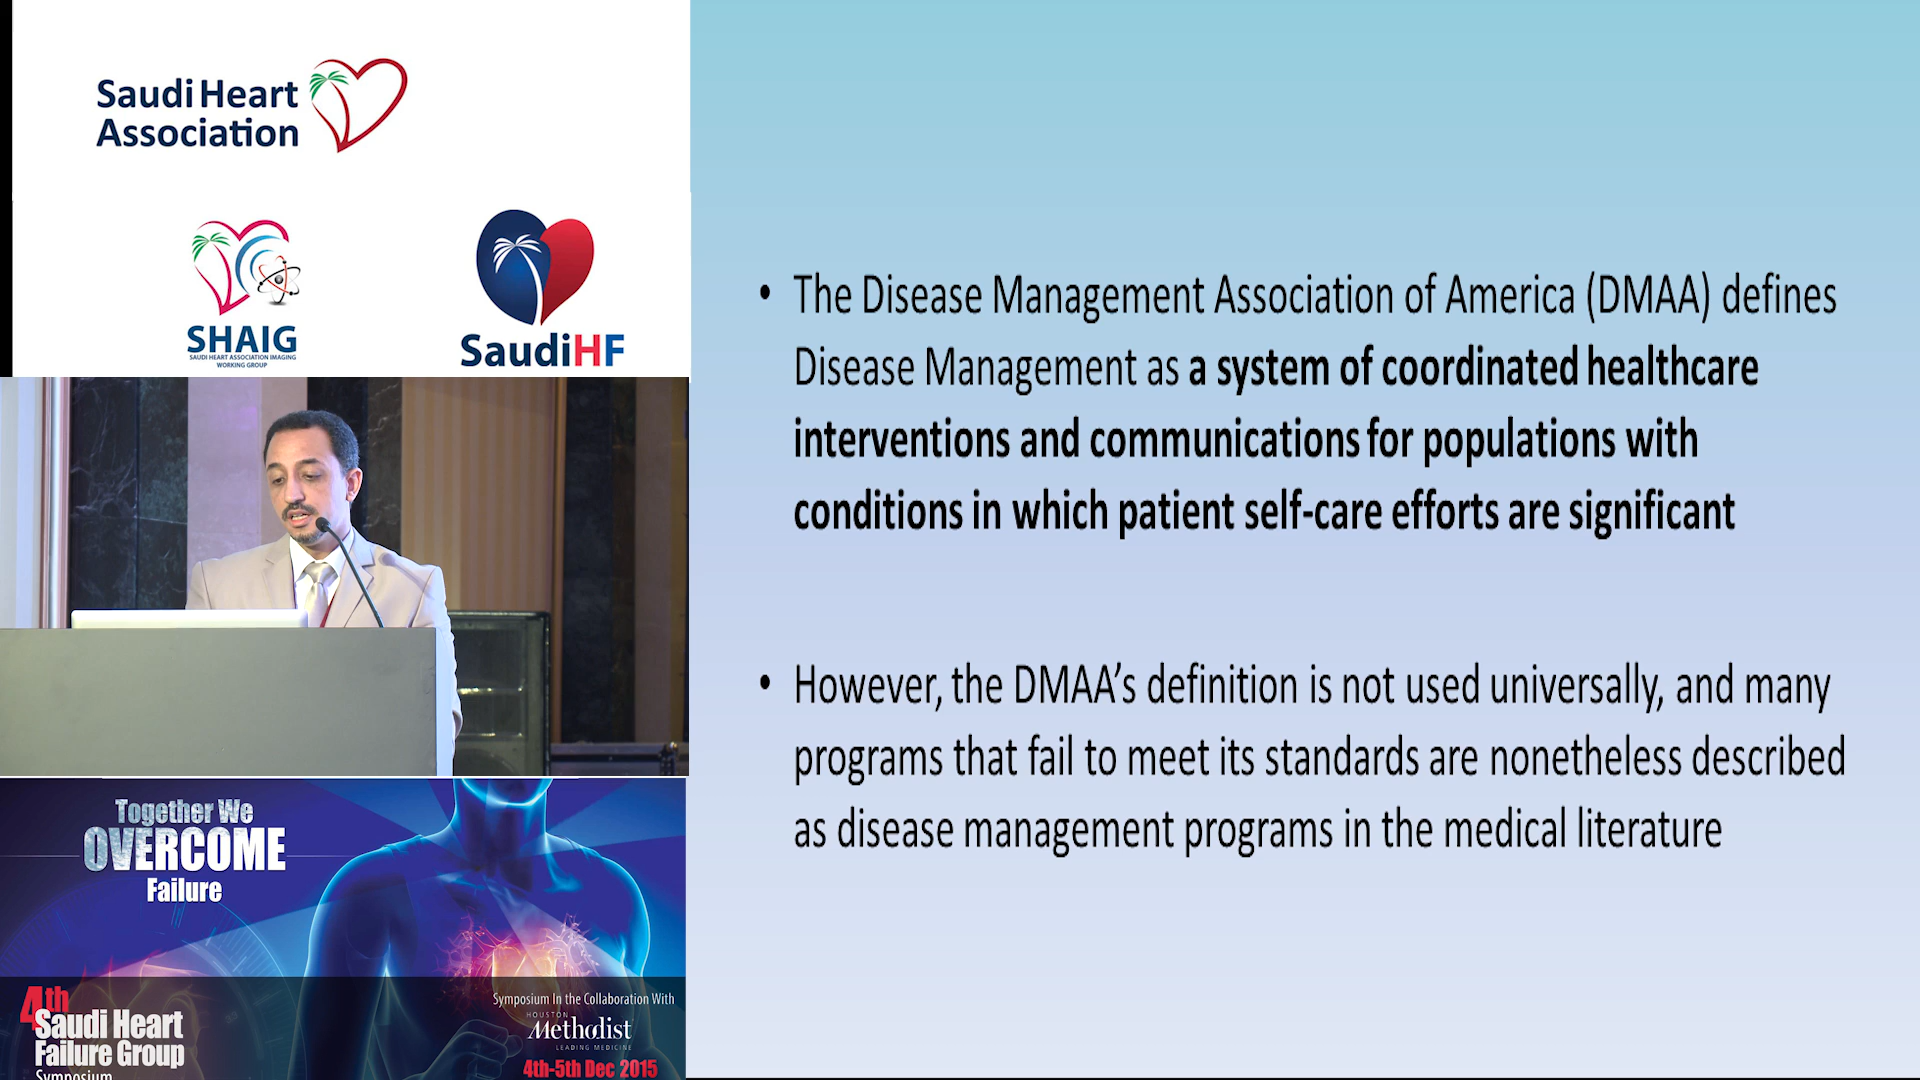 Saudi Heart
Association
SHAIG
SAUDI HEART ASSOCIATION IMAGING
WORKING GROUP
SaudiHF
• The Disease Management Association of America (DMAA) defines
Disease Management as a system of coordinated healthcare
interventions and communications for populations with
conditions in which patient self-care efforts are significant
• However, the DMAA’s definition is not used universally, and many
programs that fail to meet its standards are nonetheless described
as disease management programs in the medical literature
Together We
OVERCOME
Failure
4th
Saudi Heart
Failure Group
Symposium
Symposium In the Collaboration With
HOUSTON
Methodist
LEADING MEDICINE
4th-5th Dec 2015